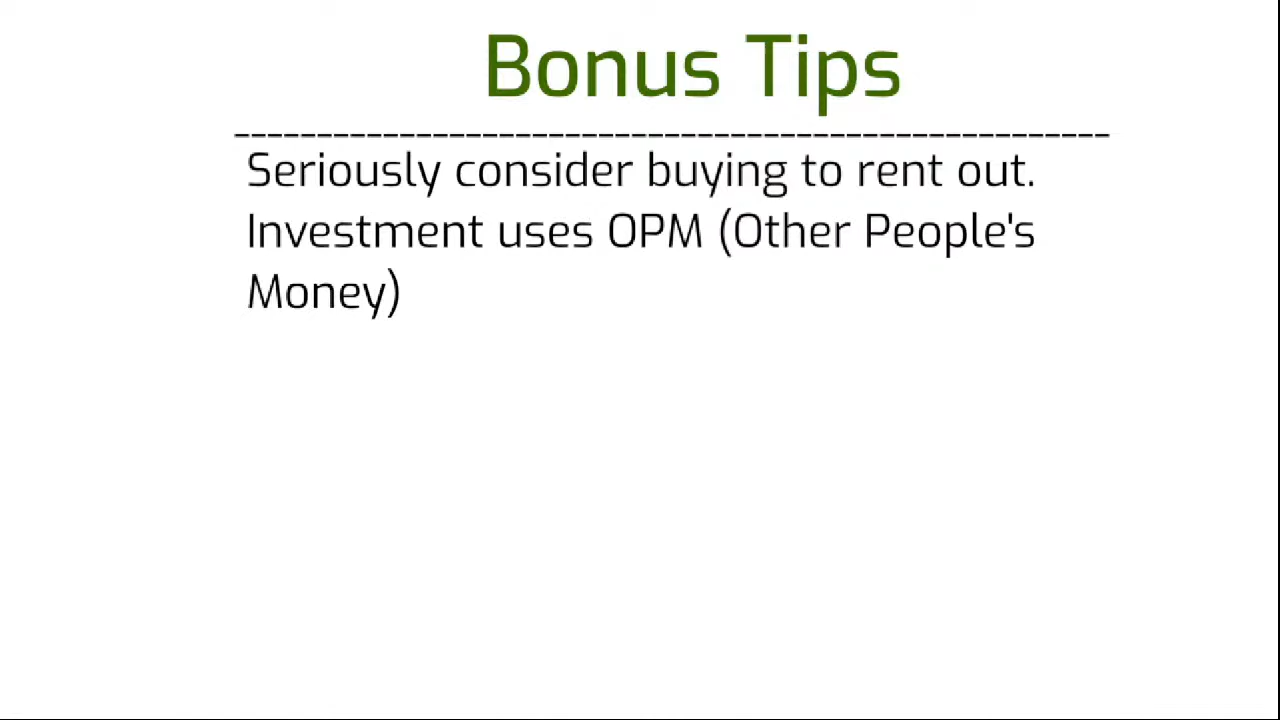 Bonus Tips
-----------------------------------------------------
Seriously consider buying to rent out.
Investment uses OPM (Other People's
Money)